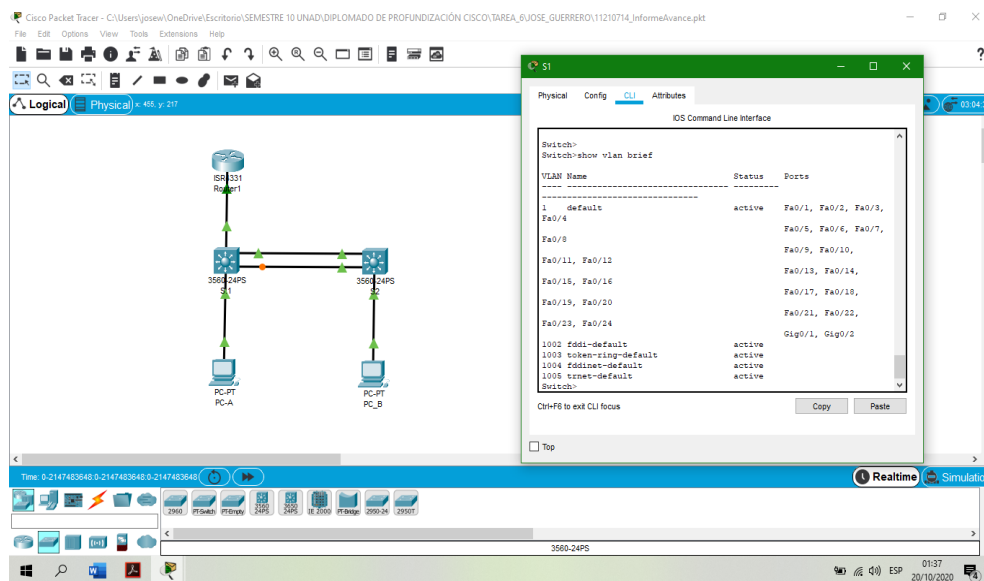 Cisco Packet Tracer - C:\Users\josew\OneDrive\Escritorio\SEMESTRE 10 UNAD\DIPLOMADO DE PROFUNDIZACIÓN CISCO\TAREA_6\JOSE_GUERRERO\11210714_InformeAvance.pkt
File Edit Options View Tools Extensions Help
Logical Physical x: 455, y: 217
03:04:
?
S1
Physical Config CLI Attributes
IOS Command Line Interface
Switch>
Switch>show vlan brief
VLAN Name Status Ports
---- -------------------------------- --------- -------------------------------
1 default active Fa0/1, Fa0/2, Fa0/3,
Fa0/4
Fa0/5, Fa0/6, Fa0/7,
Fa0/8
Fa0/9, Fa0/10,
Fa0/11, Fa0/12
Fa0/13, Fa0/14,
Fa0/15, Fa0/16
Fa0/17, Fa0/18,
Fa0/19, Fa0/20
Fa0/21, Fa0/22,
Fa0/23, Fa0/24
Gig0/1, Gig0/2
1002 fddi-default active
1003 token-ring-default active
1004 fddinet-default active
1005 trnet-default active
Switch>
Ctrl+F6 to exit CLI focus
Copy Paste
Top
Router1
3560-24PS
S1
3560-24PS
S2
PC-PT
PC-A
PC-PT
PC_B
Time: 0-2147483648:0-2147483648:0-2147483648
Realtime Simulatio
2960 PT-Switch PT-Empty 3560 24PS 3650 24PS IE 2000 PT-Bridge 2950-24 2950T
3560-24PS
ESP
01:37
20/10/2020
4